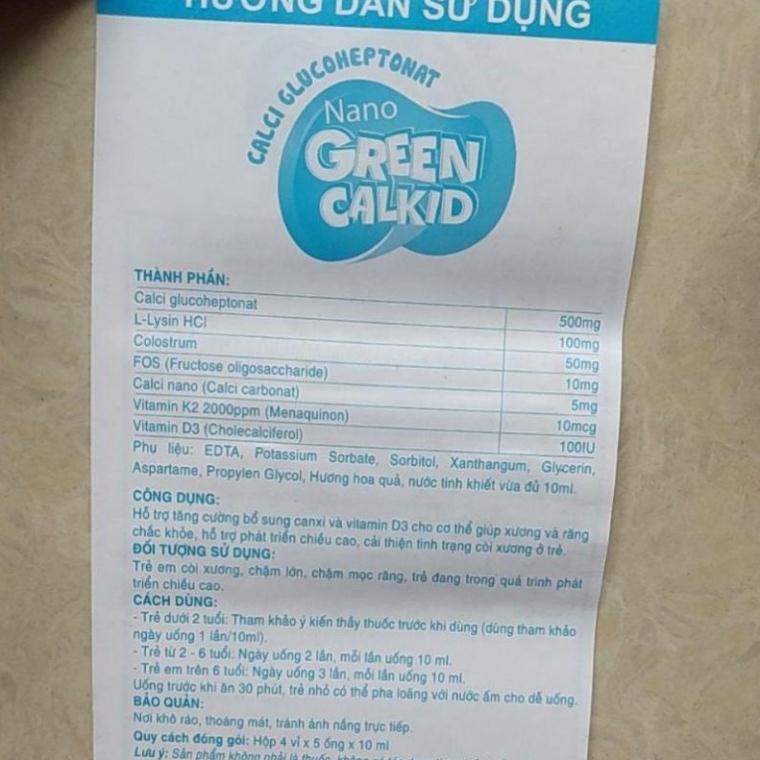 HƯỚNG DẪN SỬ DỤNG
CALCI GLUCOHEPTONAT
Nano
GREEN
CALKID
THÀNH PHẦN:
Calci glucoheptonat 500mg
L-Lysin HCl 100mg
Colostrum 50mg
FOS (Fructose oligosaccharide) 10mg
Calci nano (Calci carbonat) 5mg
Vitamin K2 2000ppm (Menaquinon) 10mcg
Vitamin D3 (Cholecalciferol) 100IU
Phụ liệu: EDTA, Potassium Sorbate, Sorbitol, Xanthangum, Glycerin,
Aspartame, Propylen Glycol, Hương hoa quả, nước tinh khiết vừa đủ 10ml.
CÔNG DỤNG:
Hỗ trợ tăng cường bổ sung canxi và vitamin D3 cho cơ thể giúp xương và răng
chắc khỏe, hỗ trợ phát triển chiều cao, cải thiện tình trạng còi xương ở trẻ.
ĐỐI TƯỢNG SỬ DỤNG:
Trẻ em còi xương, chậm lớn, chậm mọc răng, trẻ đang trong quá trình phát
triển chiều cao.
CÁCH DÙNG:
- Trẻ dưới 2 tuổi: Tham khảo ý kiến thầy thuốc trước khi dùng (dùng tham khảo
ngày uống 1 lần/10ml).
- Trẻ từ 2 - 6 tuổi: Ngày uống 2 lần, mỗi lần uống 10 ml.
- Trẻ em trên 6 tuổi: Ngày uống 3 lần, mỗi lần uống 10 ml.
Uống trước khi ăn 30 phút, trẻ nhỏ có thể pha loãng với nước ấm cho dễ uống.
BẢO QUẢN:
Nơi khô ráo, thoáng mát, tránh ánh nắng trực tiếp.
Quy cách đóng gói: Hộp 4 vỉ x 5 ống x 10 ml
Lưu ý: Sản phẩm không phải là thuốc, không có tác